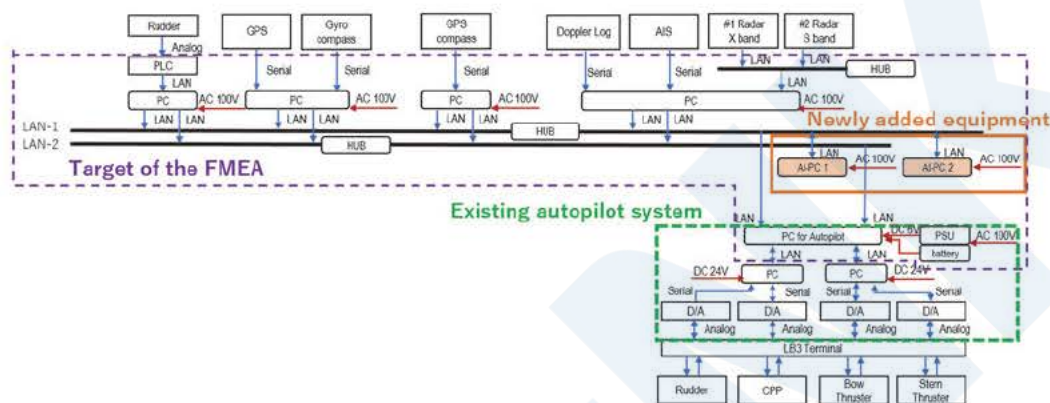 Rudder
GPS
Gyro
compass
GPS
compass
Doppler Log
AIS
#1 Radar
X band
#2 Radar
S band
Analog
PLC
LAN
Serial
Serial
Serial
Serial
Serial
LAN
LAN
HUB
PC
AC 100V
PC
AC 100V
PC
AC 100V
PC
LAN
AC 100V
LAN LAN
LAN LAN
LAN LAN
LAN LAN
LAN-1
HUB
Newly added equipment
LAN-2
HUB
Target of the FMEA
LAN
AI-PC 1
AC 100V
LAN
AI-PC 2
AC 100V
Existing autopilot system
LAN
LAN
PC for Autopilot
DC 6V
PSU
AC 100V
battery
LAN
LAN
DC 24V
PC
PC
DC 24V
Serial
Serial
Serial
Serial
D/A
D/A
D/A
D/A
Analog
Analog
Analog
Analog
LB3 Terminal
Rudder
CPP
Bow
Thruster
Stern
Thruster